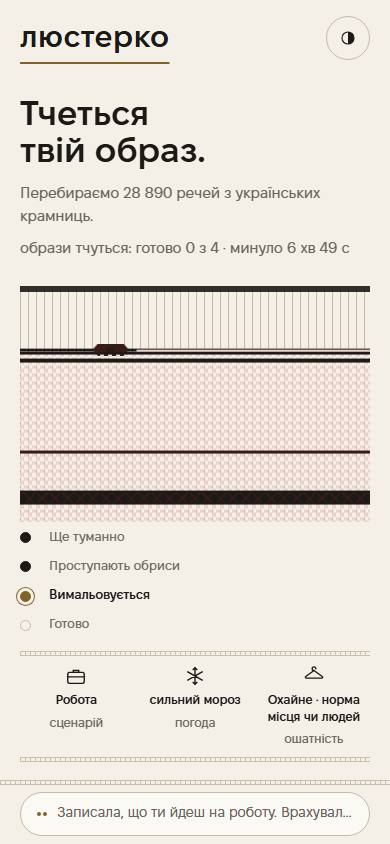 люстерко
Тчеться
твій образ.
Перебираємо 28 890 речей з українських
крамниць.
образи тчуться: готово 0 з 4 · минуло 6 хв 49 с
Ще туманно
Проступають обриси
Вимальовується
Готово
Робота
сценарій
сильний мороз
погода
Охайне · норма
місця чи людей
ошатність
Записала, що ти йдеш на роботу. Врахувал...